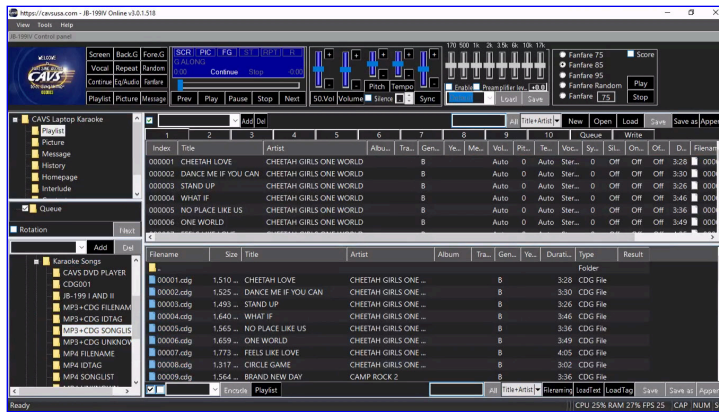 https://cavsusa.com - JB-199IV Online v3.0.1.518
View Tools Help
JB-199IV Control panel
WELCOME
CAVS
Screen Back.G Fore.G
Vocal Repeat Random
Continue Eq/Audio Fanfare
Playlist Picture Message
SCR PIC FG ST RPT R
G ALONG
0:00 Continue Stop -0:00
Prev Play Pause Stop Next
Pitch Tempo
50.Vol Volume Silence Sync
170 500 1k 2k 3.5k 6k 10k 17k
Enable Preamplifier lev.. +0.0
Load Save
Fanfare 75 Score
Fanfare 85
Fanfare 95
Fanfare Random Play
Fanfare 75 Stop
CAVS Laptop Karaoke
Playlist
Picture
Message
History
Homepage
Interlude
Queue
Rotation Next
Add Del
Karaoke Songs
CAVS DVD PLAYER
CDG001
JB-199 I AND II
MP3+CDG FILENAM
MP3+CDG IDTAG
MP3+CDG SONGLIS
MP3+CDG UNKNOW
MP4 FILENAME
MP4 IDTAG
MP4 SONGLIST
Add Del All Title+Artist New Open Load Save Save as Apper
1 2 3 4 5 6 7 8 9 10 Queue Write
Index Title Artist Albu... Tra... Gen... Ye... Me... Vol... Pit... Te... Voc... Sy... Sil... On... Of... D... Filenam
000001 CHEETAH LOVE CHEETAH GIRLS ONE WORLD B Auto 0 Auto Ster... 0 Off Off Off 3:28 000
000002 DANCE ME IF YOU CAN CHEETAH GIRLS ONE WORLD B Auto 0 Auto Ster... 0 Off Off Off 3:30 000
000003 STAND UP CHEETAH GIRLS ONE WORLD B Auto 0 Auto Ster... 0 Off Off Off 3:26 000
000004 WHAT IF CHEETAH GIRLS ONE WORLD B Auto 0 Auto Ster... 0 Off Off Off 3:46 000
000005 NO PLACE LIKE US CHEETAH GIRLS ONE WORLD B Auto 0 Auto Ster... 0 Off Off Off 3:36 000
000006 ONE WORLD CHEETAH GIRLS ONE WORLD B Auto 0 Auto Ster... 0 Off Off Off 3:49 000
Filename Size Title Artist Album Tra... Gen... Ye... Durati... Type Result
.. Folder
00001.cdg 1,510 ... CHEETAH LOVE CHEETAH GIRLS ONE ... B 3:28 CDG File
00002.cdg 1,525 ... DANCE ME IF YOU CAN CHEETAH GIRLS ONE ... B 3:30 CDG File
00003.cdg 1,493 ... STAND UP CHEETAH GIRLS ONE ... B 3:26 CDG File
00004.cdg 1,640 ... WHAT IF CHEETAH GIRLS ONE ... B 3:46 CDG File
00005.cdg 1,565 ... NO PLACE LIKE US CHEETAH GIRLS ONE ... B 3:36 CDG File
00006.cdg 1,659 ... ONE WORLD CHEETAH GIRLS ONE ... B 3:49 CDG File
00007.cdg 1,773 ... FEELS LIKE LOVE CHEETAH GIRLS ONE ... B 4:05 CDG File
00008.cdg 1,317 ... CIRCLE GAME CHEETAH GIRLS ONE ... B 3:02 CDG File
00009.cdg 1,564 ... BRAND NEW DAY CAMP ROCK 2 B 3:36 CDG File
Encode Playlist All Title+Artist Filenaming LoadText LoadTag Save Save as Apper
Ready CPU 25% RAM 27% FPS 25 CAP NUM S